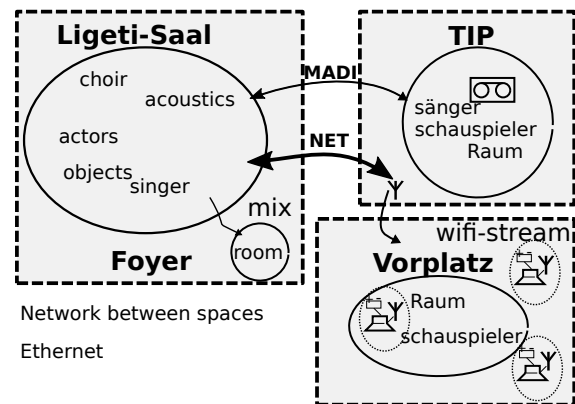 Ligeti-Saal
choir
acoustics
actors
objects
singer
mix
room
Foyer
MADI
NET
TIP
sänger
schauspieler
Raum
wifi-stream
Vorplatz
Raum
schauspieler
Network between spaces
Ethernet